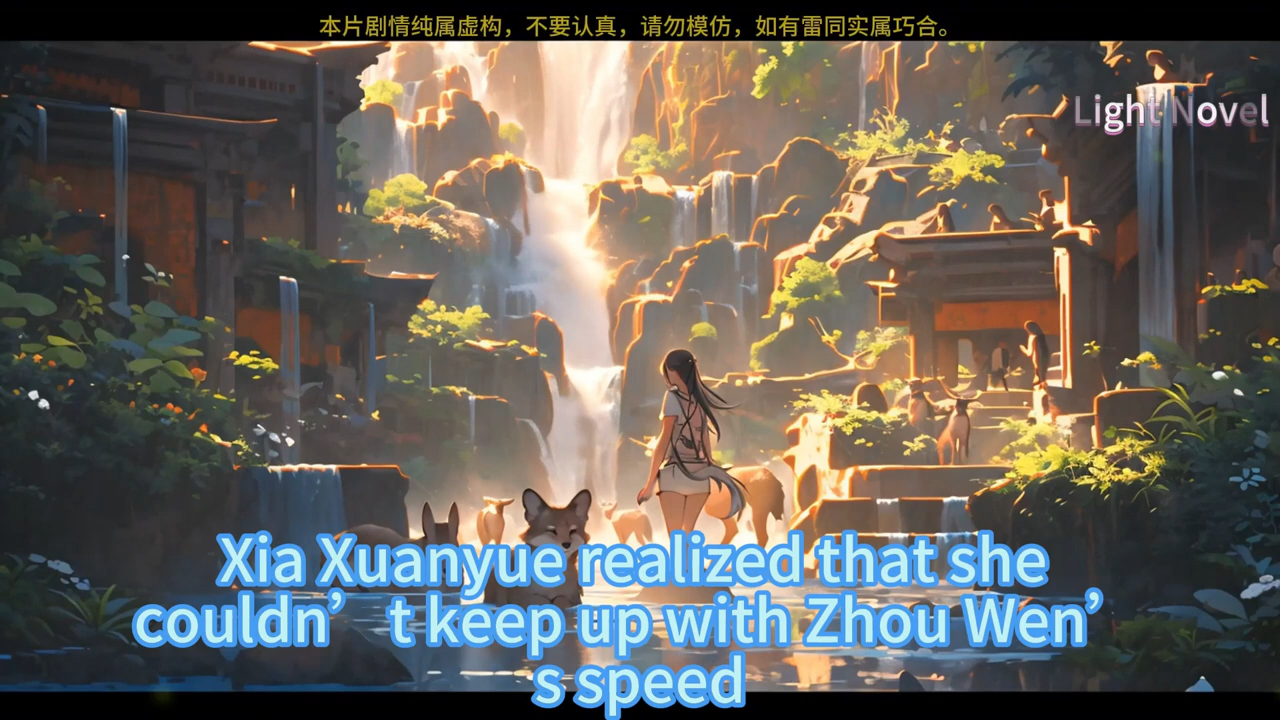 本片剧情纯属虚构，不要认真，请勿模仿，如有雷同实属巧合。
Light Novel
Xia Xuanyue realized that she
couldn’t keep up with Zhou Wen’
s speed